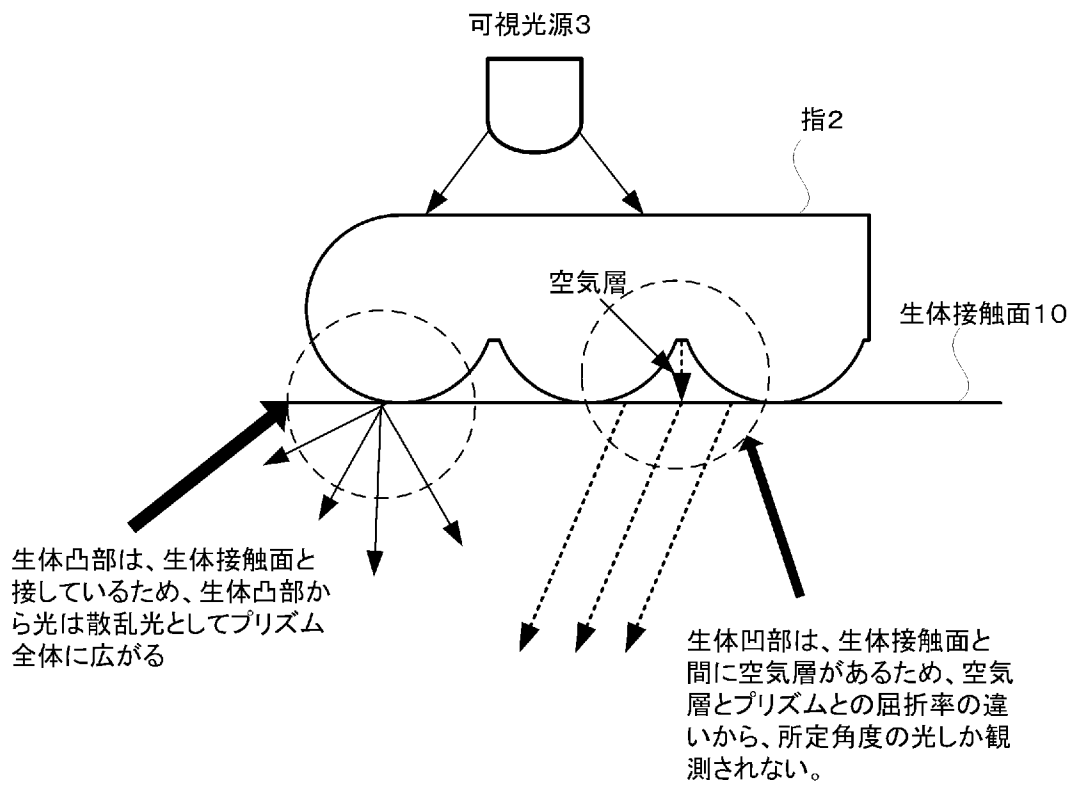 可視光源3
指2
空気層
生体接触面10
生体凸部は、生体接触面と
接しているため、生体凸部か
ら光は散乱光としてプリズム
全体に広がる
生体凹部は、生体接触面と
間に空気層があるため、空気
層とプリズムとの屈折率の違
いから、所定角度の光しか観
測されない。